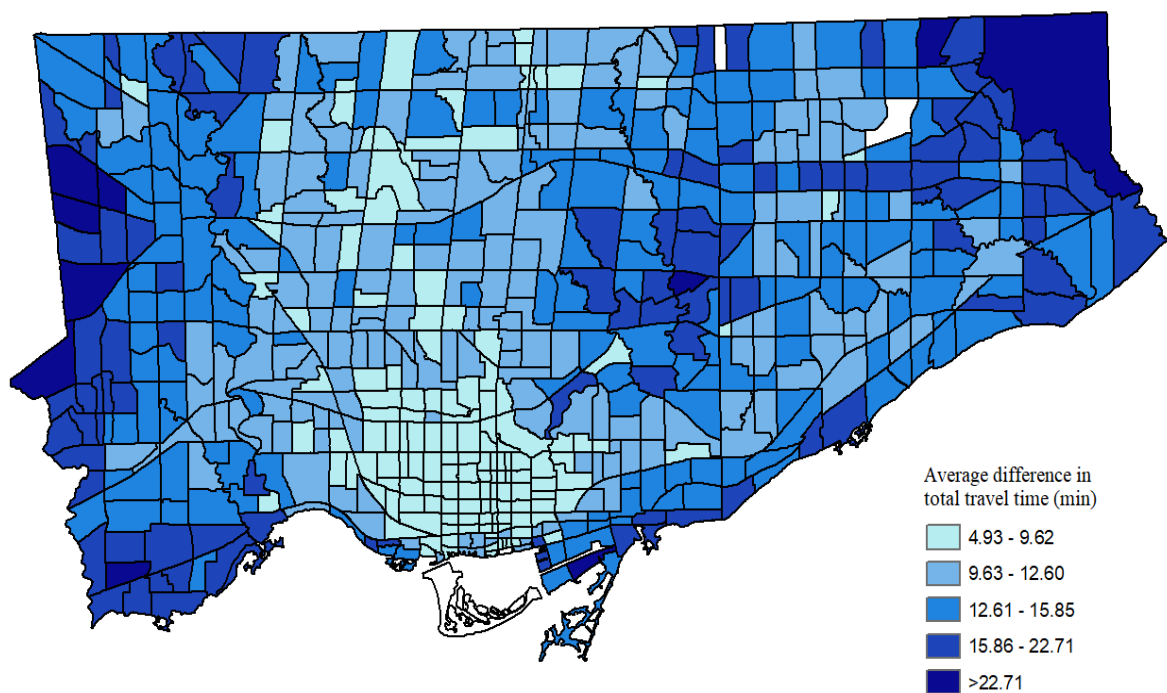 Average difference in
total travel time (min)
4.93 - 9.62
9.63 - 12.60
12.61 - 15.85
15.86 - 22.71
>22.71